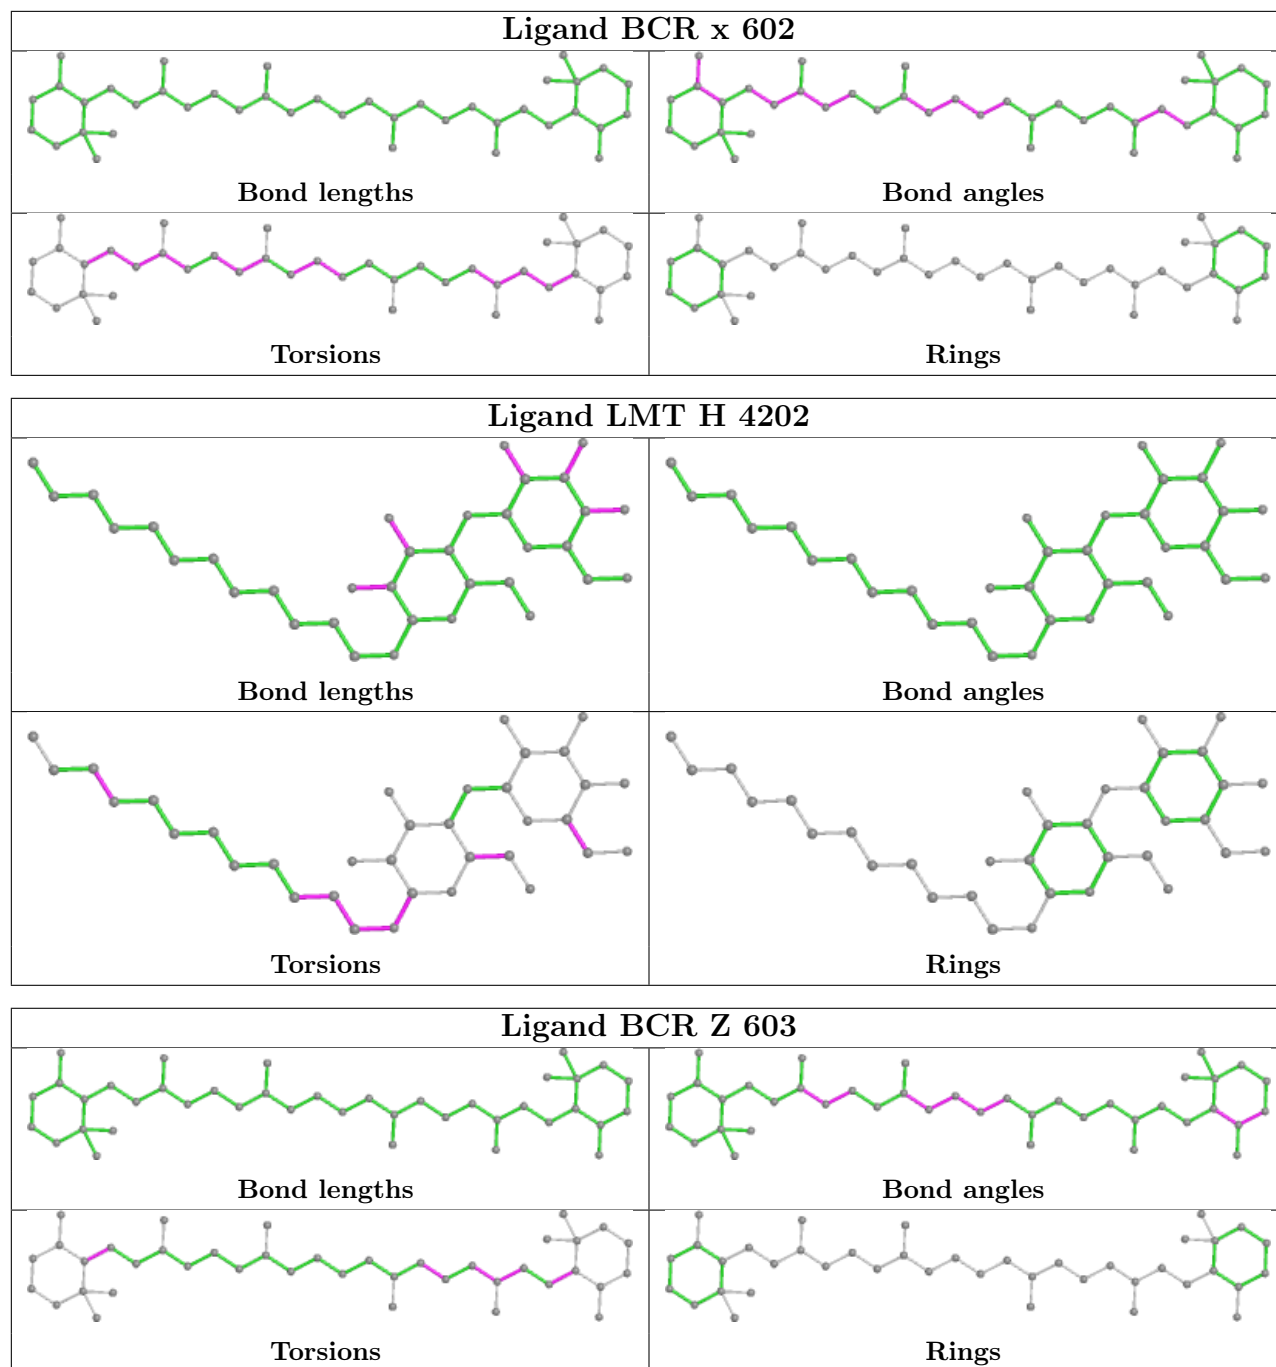 Ligand BCR x 602
Bond lengths
Bond angles
Torsions
Rings
Ligand LMT H 4202
Bond lengths
Bond angles
Torsions
Rings
Ligand BCR Z 603
Bond lengths
Bond angles
Torsions
Rings